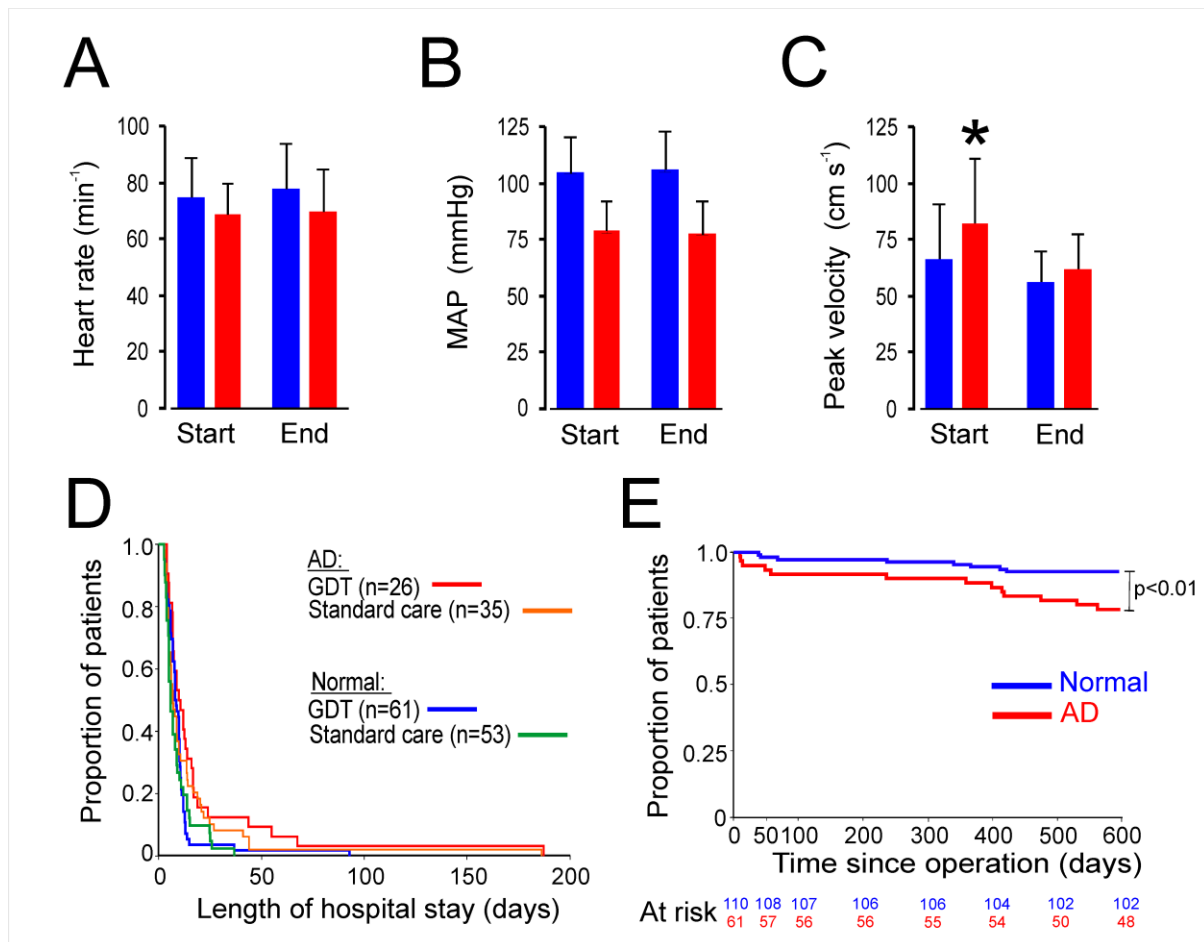 A
B
C
Heart rate (min⁻¹)
100
80
60
40
20
0
Start End
MAP (mmHg)
125
100
75
50
25
0
Start End
Peak velocity (cm s⁻¹)
125
100
75
50
25
0
*
Start End
D
E
Proportion of patients
1.0
0.8
0.6
0.4
0.2
0
AD:
GDT (n=26)
Standard care (n=35)
Normal:
GDT (n=61)
Standard care (n=53)
0 50 100 150 200
Length of hospital stay (days)
Proportion of patients
1.0
0.75
0.5
0.25
0
p<0.01
Normal
AD
0 50 100 200 300 400 500 600
Time since operation (days)
At risk
110 108 107 106 106 104 102 102
61 57 56 56 55 54 50 48